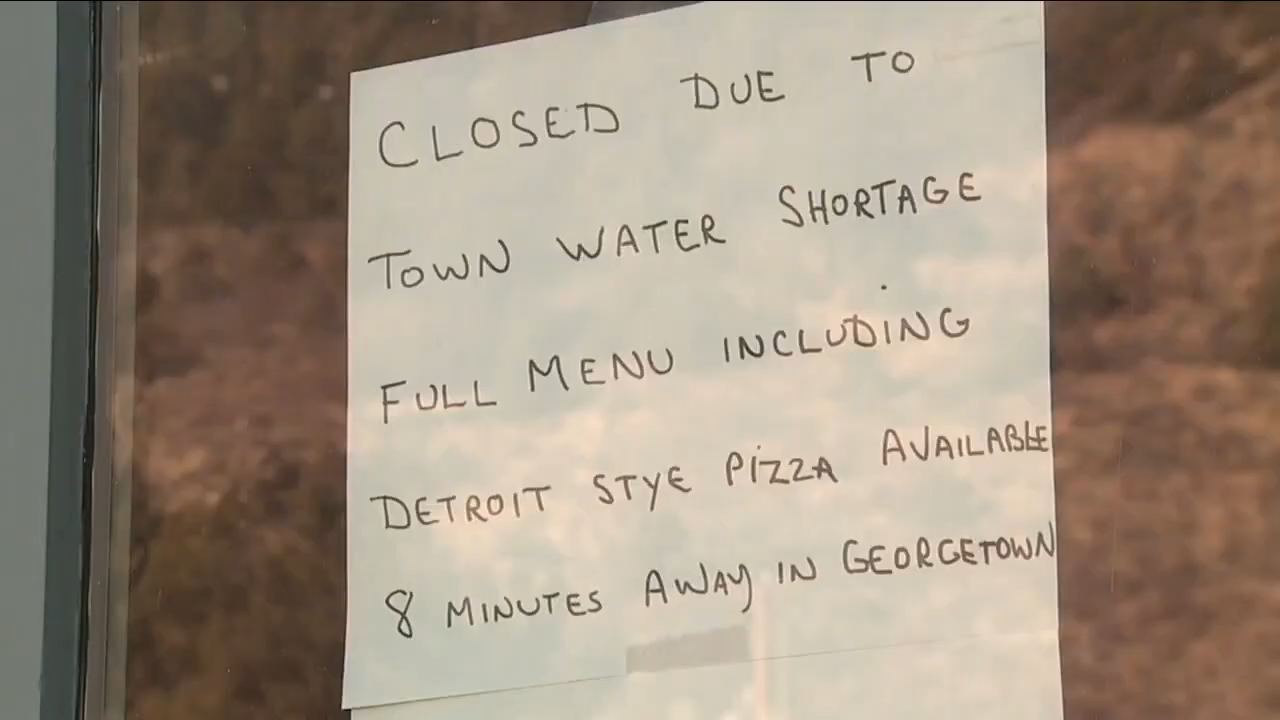 CLOSED DUE TO
TOWN WATER SHORTAGE
FULL MENU INCLUDING
DETROIT STYE PIZZA AVAILABLE
8 MINUTES AWAY IN GEORGETOWN